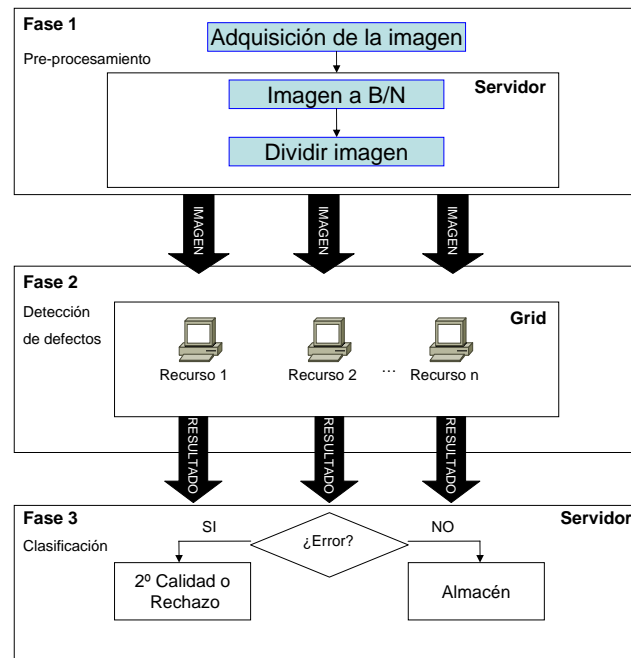 Fase 1
Adquisición de la imagen
Pre-procesamiento
Servidor
Imagen a B/N
Dividir imagen
IMAGEN
IMAGEN
IMAGEN
Fase 2
Detección
de defectos
Grid
Recurso 1
Recurso 2
...
Recurso n
RESULTADO
RESULTADO
RESULTADO
Fase 3
Servidor
Clasificación
SI
¿Error?
NO
2º Calidad o
Rechazo
Almacén